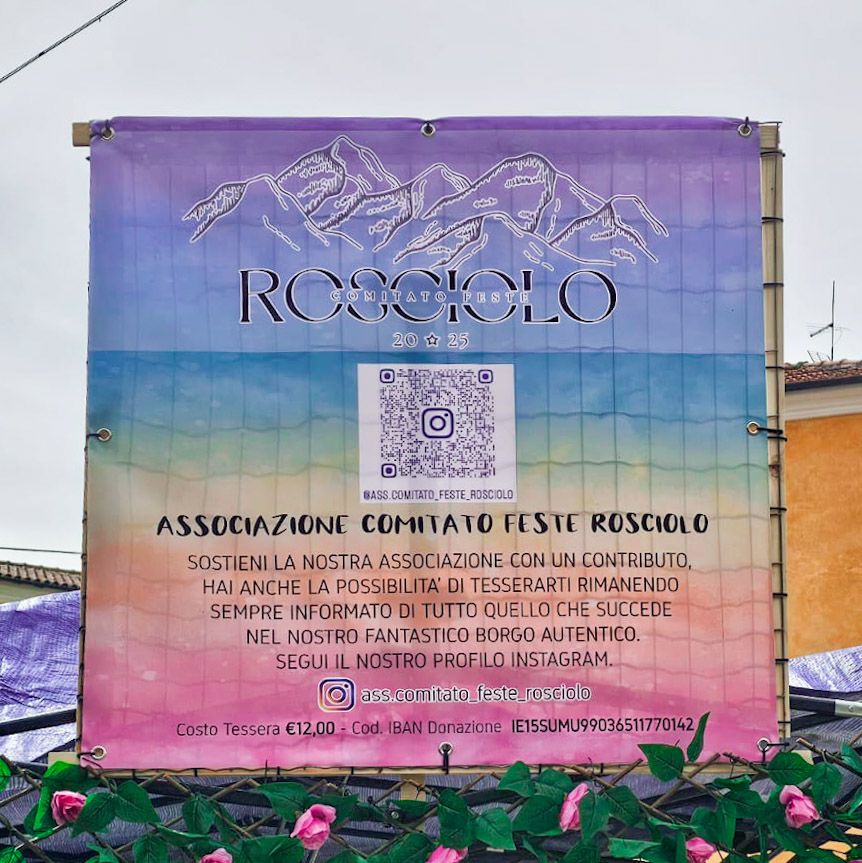 ROSCIOLO
COMITATO FESTE
20 25
@ASS.COMITATO_FESTE_ROSCIOLO
ASSOCIAZIONE COMITATO FESTE ROSCIOLO
SOSTIENI LA NOSTRA ASSOCIAZIONE CON UN CONTRIBUTO,
HAI ANCHE LA POSSIBILITA' DI TESSERARTI RIMANENDO
SEMPRE INFORMATO DI TUTTO QUELLO CHE SUCCEDE
NEL NOSTRO FANTASTICO BORGO AUTENTICO.
SEGUI IL NOSTRO PROFILO INSTAGRAM.
ass.comitato_feste_rosciolo
Costo Tessera €12,00 - Cod. IBAN Donazione IE15SUMU99036511770142